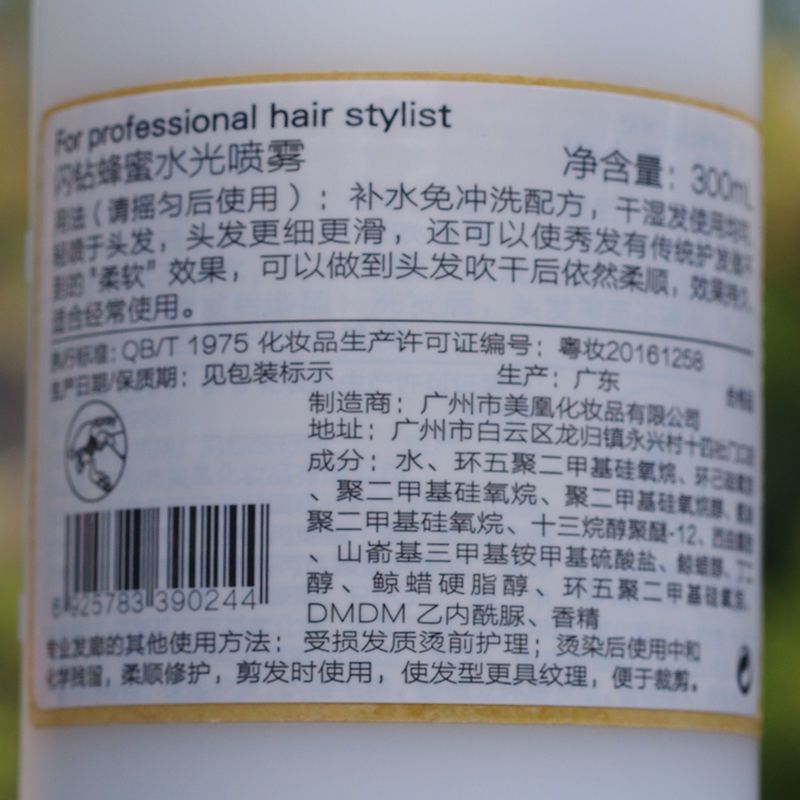 For professional hair stylist
闪钻蜂蜜水光喷雾 净含量：300mL
用法（请摇匀后使用）：补水免冲洗配方，干湿发使用均可，
轻喷于头发，头发更细更滑，还可以使秀发有传统护发
到的“柔软”效果，可以做到头发吹干后依然柔顺，效果持久，
适合经常使用。
执行标准：QB/T 1975 化妆品生产许可证编号：粤妆20161258
生产日期/保质期：见包装标示 生产：广东
制造商：广州市美凰化妆品有限公司
地址：广州市白云区龙归镇永兴村十四社
成分：水、环五聚二甲基硅氧烷、
、聚二甲基硅氧烷、聚二甲基硅氧烷醇、
聚二甲基硅氧烷、十三烷醇聚醚-12、
、山嵛基三甲基铵甲基硫酸盐、鲸蜡醇、丁二
醇、鲸蜡硬脂醇、环五聚二甲基硅氧烷、
DMDM 乙内酰脲、香精
6 925783 390244
专业发廊的其他使用方法：受损发质烫前护理；烫染后使用中和
化学残留，柔顺修护，剪发时使用，使发型更具纹理，便于裁剪。